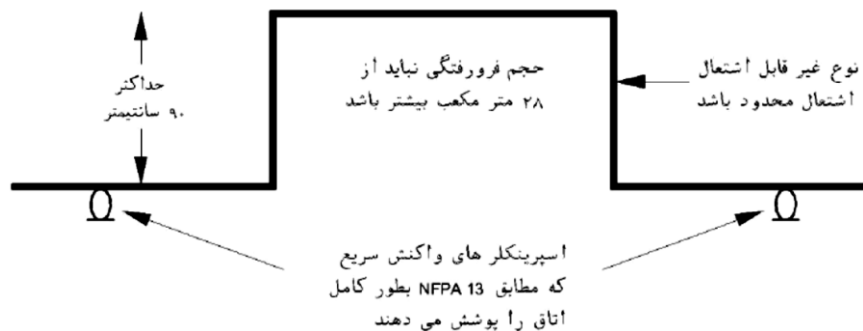 نوع غیر قابل اشتعال
اشتعال محدود باشد
حجم فرورفتگی نباید از
۲۸ متر مکعب بیشتر باشد
حداکثر
۹۰ سانتیمتر
اسپرینکلر های واکنش سریع
که مطابق NFPA 13 بطور کامل
اتاق را پوشش می دهند